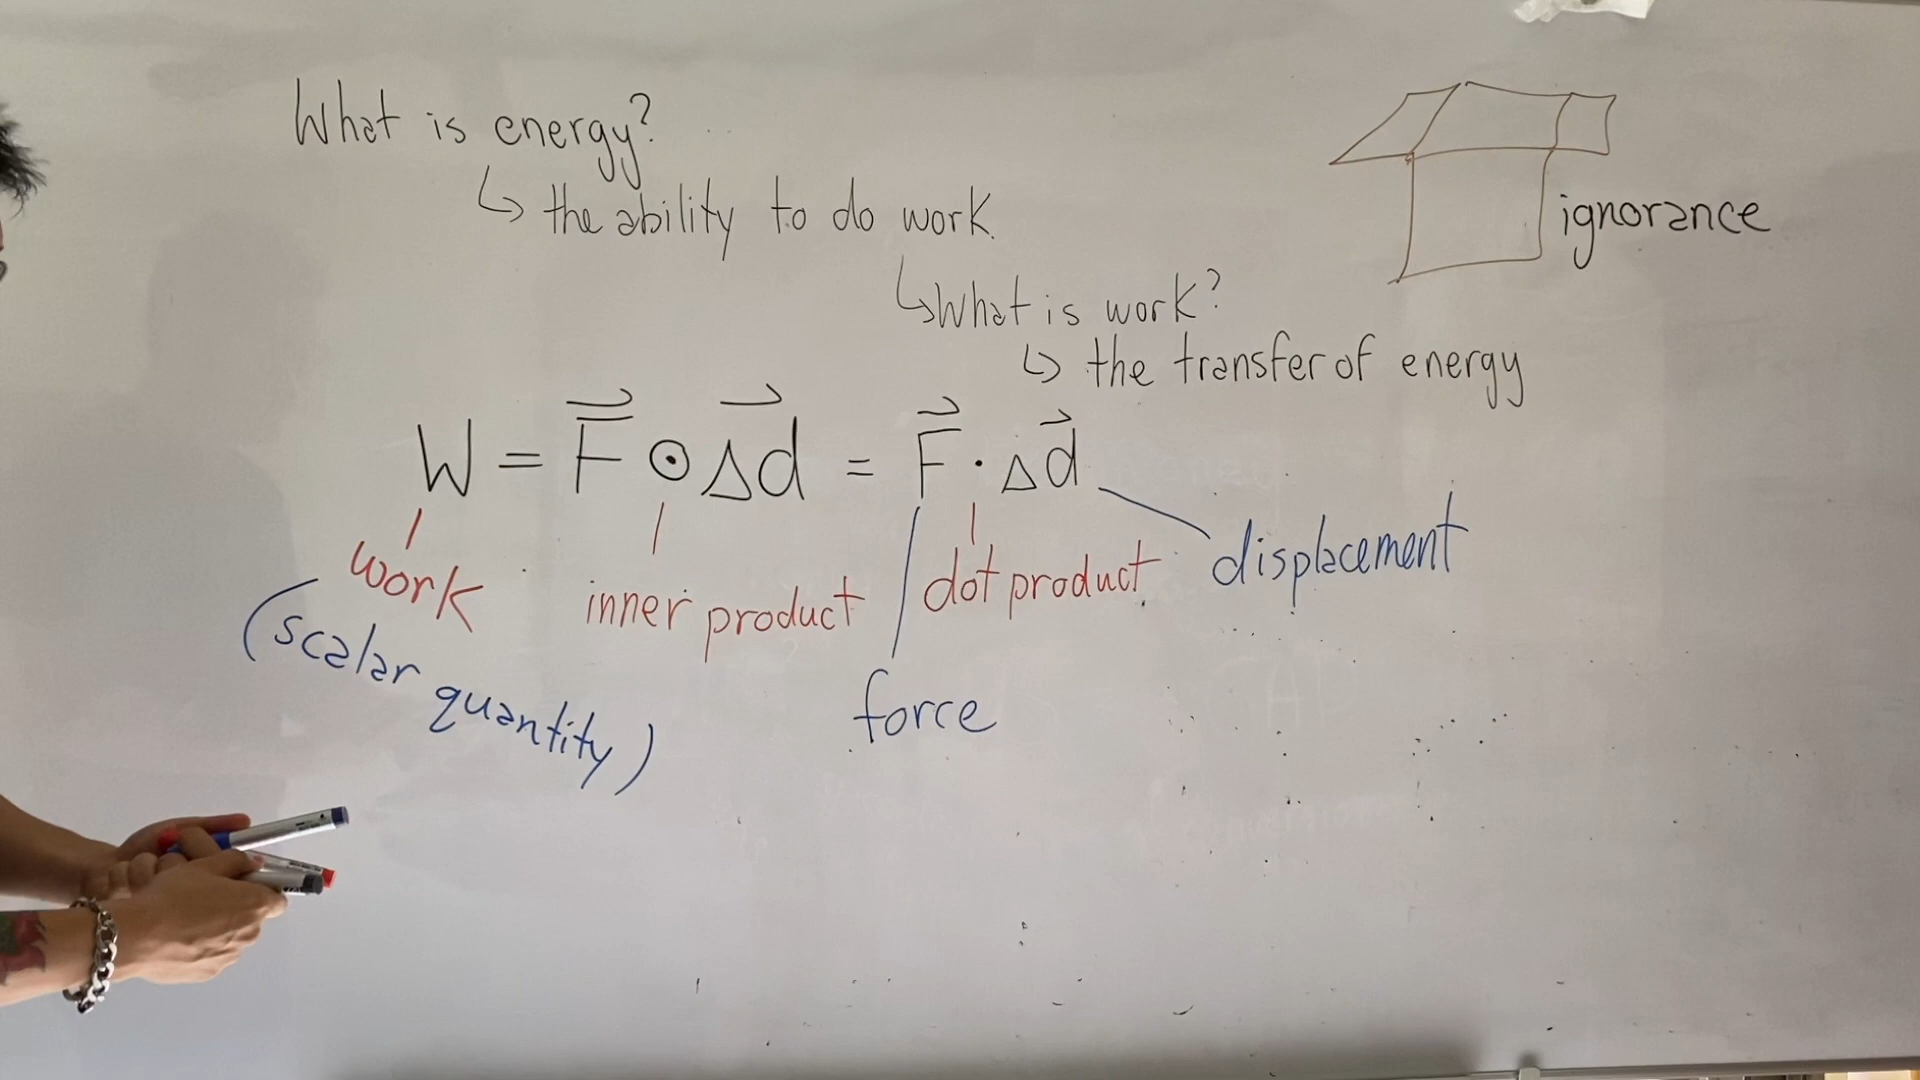 What is energy?
↳ the ability to do work
ignorance
↳ What is work?
↳ the transfer of energy
W = F⃗ ⊙ Δd⃗ = F⃗ · Δd⃗
work
inner product
dot product
displacement
(scalar quantity)
force